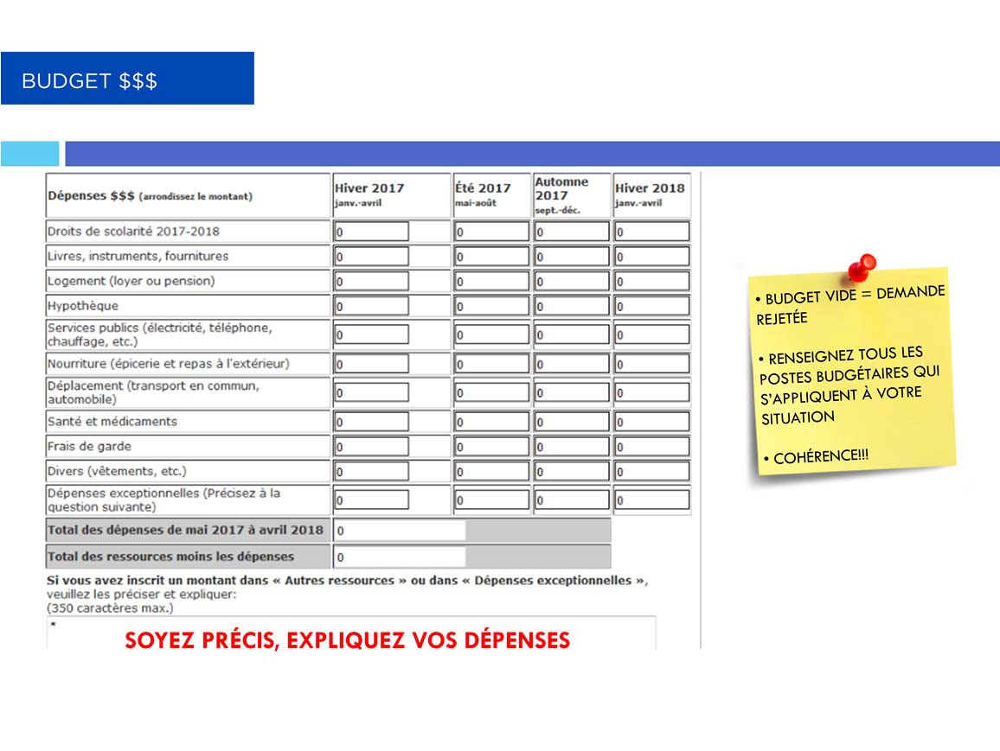 BUDGET $$$
Dépenses $$$ (arrondissez le montant) Hiver 2017 janv.-avril Été 2017 mai-août Automne 2017 sept.-déc. Hiver 2018 janv.-avril
Droits de scolarité 2017-2018 0 0 0 0
Livres, instruments, fournitures 0 0 0 0
Logement (loyer ou pension) 0 0 0 0
Hypothèque 0 0 0 0
Services publics (électricité, téléphone,
chauffage, etc.) 0 0 0 0
Nourriture (épicerie et repas à l'extérieur) 0 0 0 0
Déplacement (transport en commun,
automobile) 0 0 0 0
Santé et médicaments 0 0 0 0
Frais de garde 0 0 0 0
Divers (vêtements, etc.) 0 0 0 0
Dépenses exceptionnelles (Précisez à la
question suivante) 0 0 0 0
Total des dépenses de mai 2017 à avril 2018 0
Total des ressources moins les dépenses 0
Si vous avez inscrit un montant dans « Autres ressources » ou dans « Dépenses exceptionnelles »,
veuillez les préciser et expliquer:
(350 caractères max.)
*
SOYEZ PRÉCIS, EXPLIQUEZ VOS DÉPENSES
• BUDGET VIDE = DEMANDE
REJETÉE
• RENSEIGNEZ TOUS LES
POSTES BUDGÉTAIRES QUI
S'APPLIQUENT À VOTRE
SITUATION
• COHÉRENCE!!!